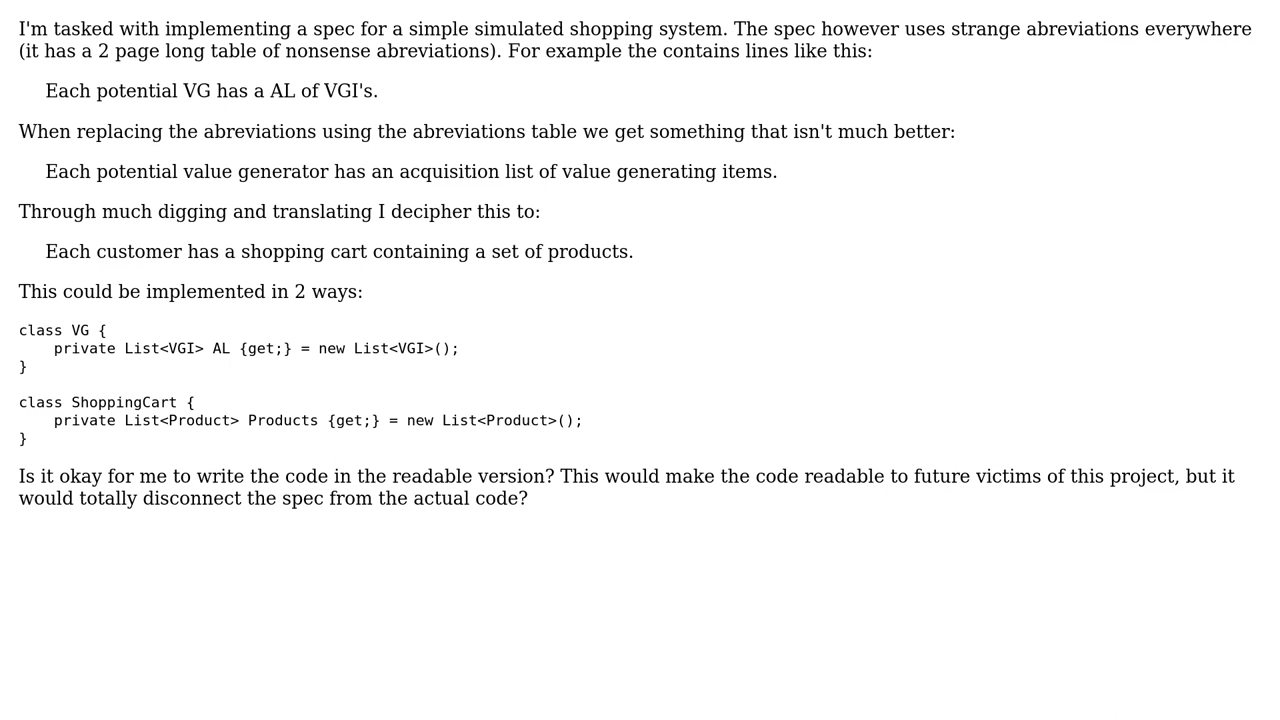 I'm tasked with implementing a spec for a simple simulated shopping system. The spec however uses strange abreviations everywhere
(it has a 2 page long table of nonsense abreviations). For example the contains lines like this:
Each potential VG has a AL of VGI's.
When replacing the abreviations using the abreviations table we get something that isn't much better:
Each potential value generator has an acquisition list of value generating items.
Through much digging and translating I decipher this to:
Each customer has a shopping cart containing a set of products.
This could be implemented in 2 ways:
class VG {
    private List<VGI> AL {get;} = new List<VGI>();
}
class ShoppingCart {
    private List<Product> Products {get;} = new List<Product>();
}
Is it okay for me to write the code in the readable version? This would make the code readable to future victims of this project, but it
would totally disconnect the spec from the actual code?